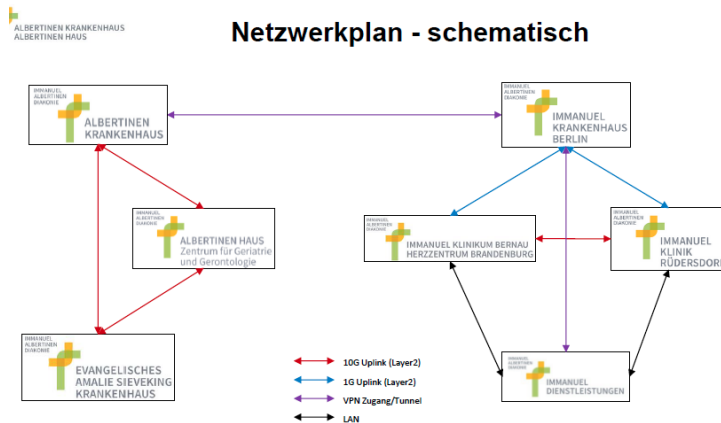 ALBERTINEN KRANKENHAUS
ALBERTINEN HAUS
Netzwerkplan - schematisch
IMMANUEL
ALBERTINEN
DIAKONIE
ALBERTINEN
KRANKENHAUS
IMMANUEL
ALBERTINEN
DIAKONIE
IMMANUEL
KRANKENHAUS
BERLIN
IMMANUEL
ALBERTINEN
DIAKONIE
ALBERTINEN HAUS
Zentrum für Geriatrie
und Gerontologie
IMMANUEL
ALBERTINEN
DIAKONIE
IMMANUEL KLINIKUM BERNAU
HERZZENTRUM BRANDENBURG
IMMANUEL
ALBERTINEN
DIAKONIE
IMMANUEL
KLINIK
RÜDERSDORF
IMMANUEL
ALBERTINEN
DIAKONIE
EVANGELISCHES
AMALIE SIEVEKING
KRANKENHAUS
IMMANUEL
ALBERTINEN
DIAKONIE
IMMANUEL
DIENSTLEISTUNGEN
10G Uplink (Layer2)
1G Uplink (Layer2)
VPN Zugang/Tunnel
LAN